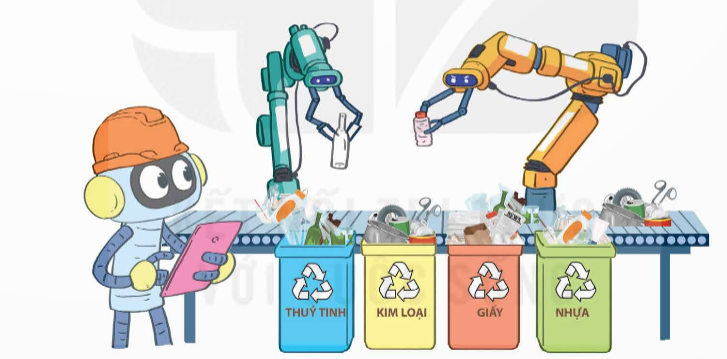 THUỶ TINH
KIM LOẠI
GIẤY
NHỰA